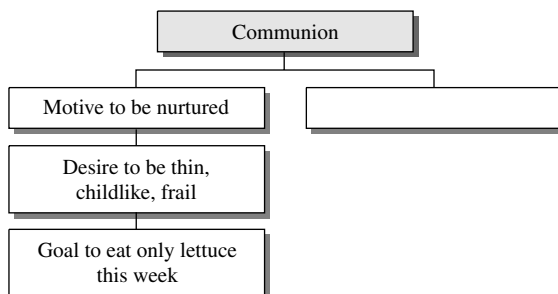 Communion
Motive to be nurtured
Desire to be thin,
childlike, frail
Goal to eat only lettuce
this week